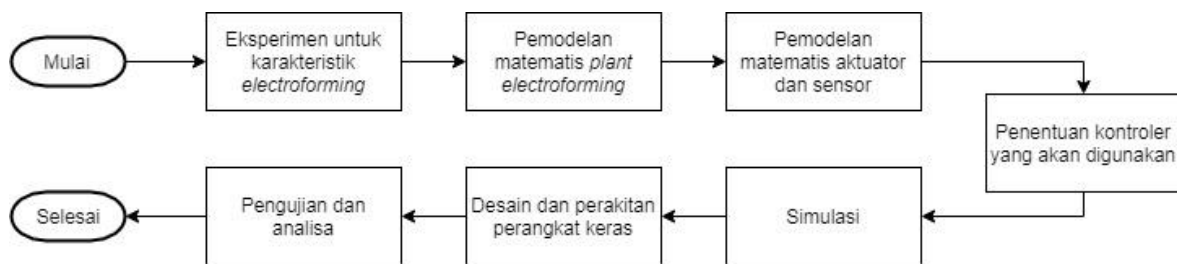 Mulai
Eksperimen untuk
karakteristik
electroforming
Pemodelan
matematis plant
electroforming
Pemodelan
matematis aktuator
dan sensor
Penentuan kontroler
yang akan digunakan
Simulasi
Desain dan perakitan
perangkat keras
Pengujian dan
analisa
Selesai